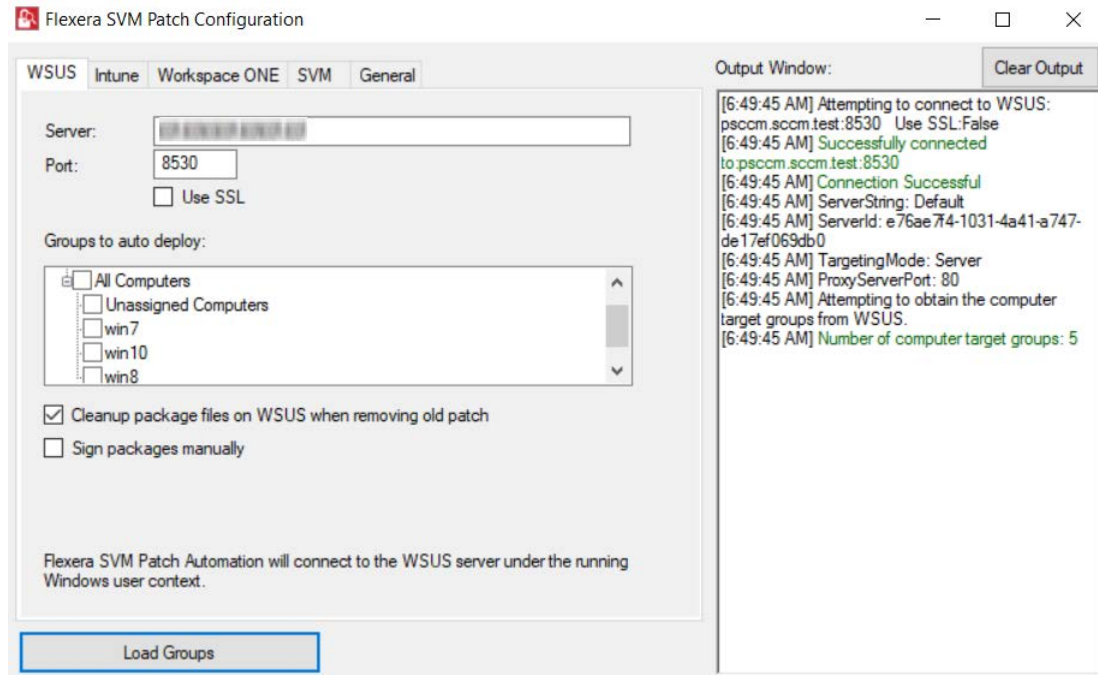 Flexera SVM Patch Configuration
WSUS Intune Workspace ONE SVM General
Server:
Port: 8530
Use SSL
Groups to auto deploy:
All Computers
Unassigned Computers
win7
win10
win8
Cleanup package files on WSUS when removing old patch
Sign packages manually
Flexera SVM Patch Automation will connect to the WSUS server under the running
Windows user context.
Load Groups
Output Window: Clear Output
[6:49:45 AM] Attempting to connect to WSUS:
psccm.sccm.test:8530 Use SSL:False
[6:49:45 AM] Successfully connected
to:psccm.sccm.test:8530
[6:49:45 AM] Connection Successful
[6:49:45 AM] ServerString: Default
[6:49:45 AM] ServerId: e76ae7f4-1031-4a41-a747-
de17ef069db0
[6:49:45 AM] TargetingMode: Server
[6:49:45 AM] ProxyServerPort: 80
[6:49:45 AM] Attempting to obtain the computer
target groups from WSUS.
[6:49:45 AM] Number of computer target groups: 5